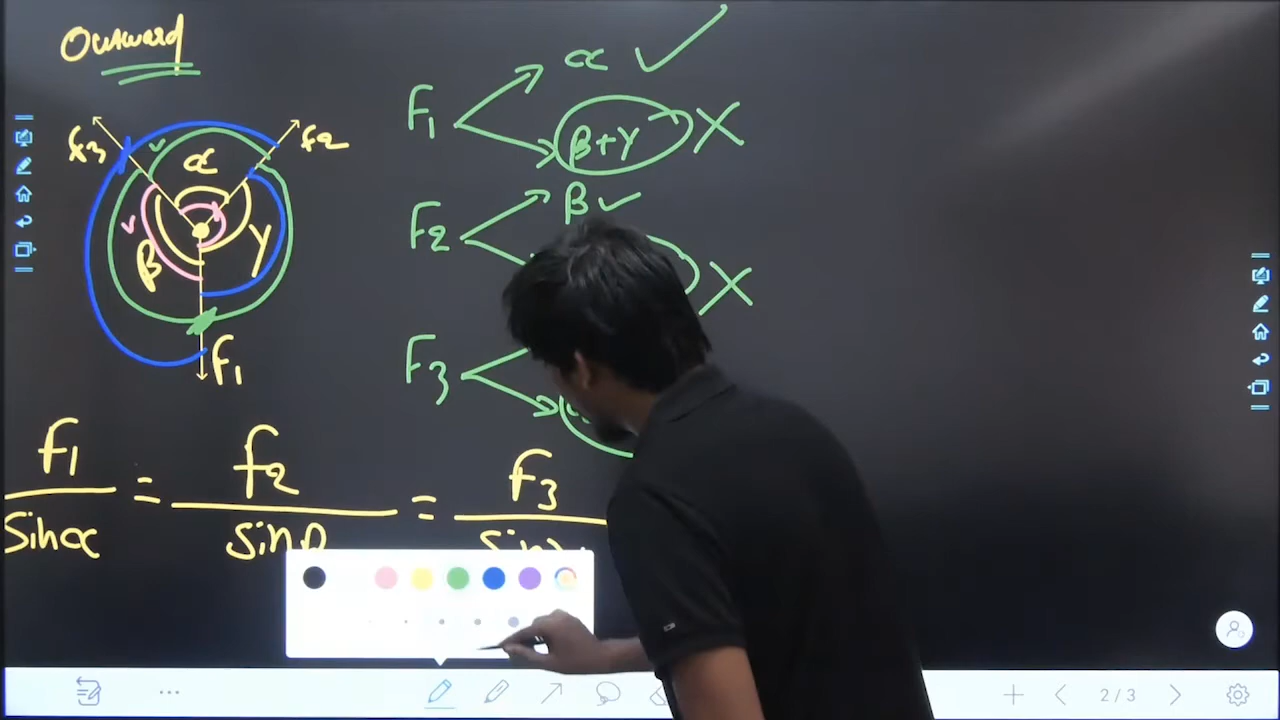 Outward
f3 α f2
β γ
F1
F1 α ✓
β+γ X
F2 β ✓
X
F3
f1 = f2 = f3
sinα sinβ
2/3